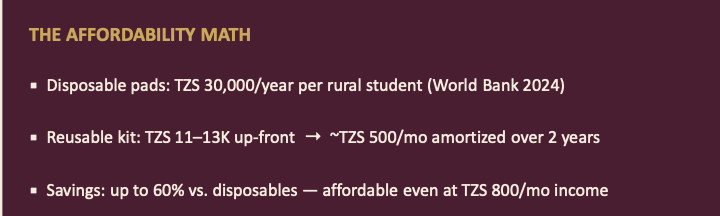 THE AFFORDABILITY MATH
▪ Disposable pads: TZS 30,000/year per rural student (World Bank 2024)
▪ Reusable kit: TZS 11–13K up-front → ~TZS 500/mo amortized over 2 years
▪ Savings: up to 60% vs. disposables — affordable even at TZS 800/mo income